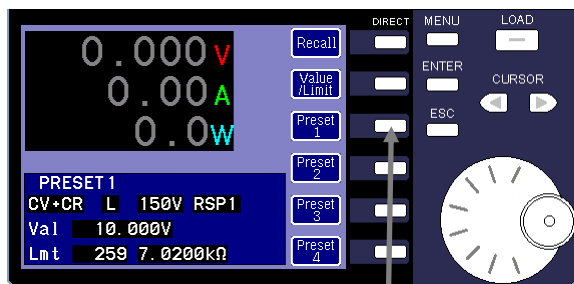 DIRECT
MENU
LOAD
0.000V
0.00A
0.0W
Recall
Value
/Limit
Preset
1
Preset
2
Preset
3
Preset
4
ENTER
CURSOR
ESC
PRESET1
CV+CR L 150V RSP1
Val 10.000V
Lmt 259 7.0200kΩ